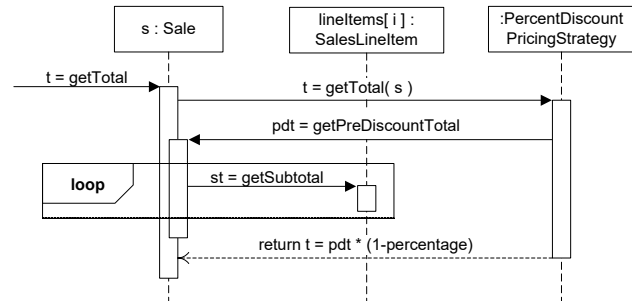 s : Sale
lineItems[ i ] :
SalesLineItem
:PercentDiscount
PricingStrategy
t = getTotal
t = getTotal( s )
pdt = getPreDiscountTotal
loop
st = getSubtotal
return t = pdt * (1-percentage)